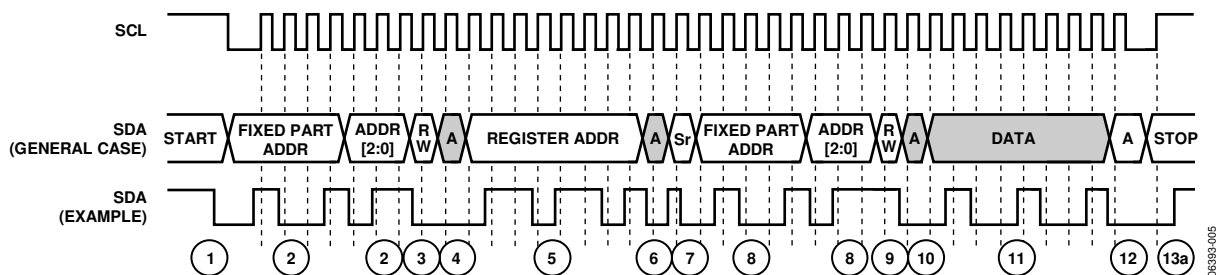 SCL
SDA
(GENERAL CASE)
START
FIXED PART
ADDR
ADDR
[2:0]
R
W
A
REGISTER ADDR
A
Sr
FIXED PART
ADDR
ADDR
[2:0]
R
W
A
DATA
A
STOP
SDA
(EXAMPLE)
1
2
2
3
4
5
6
7
8
8
9
10
11
12
13a
06393-005